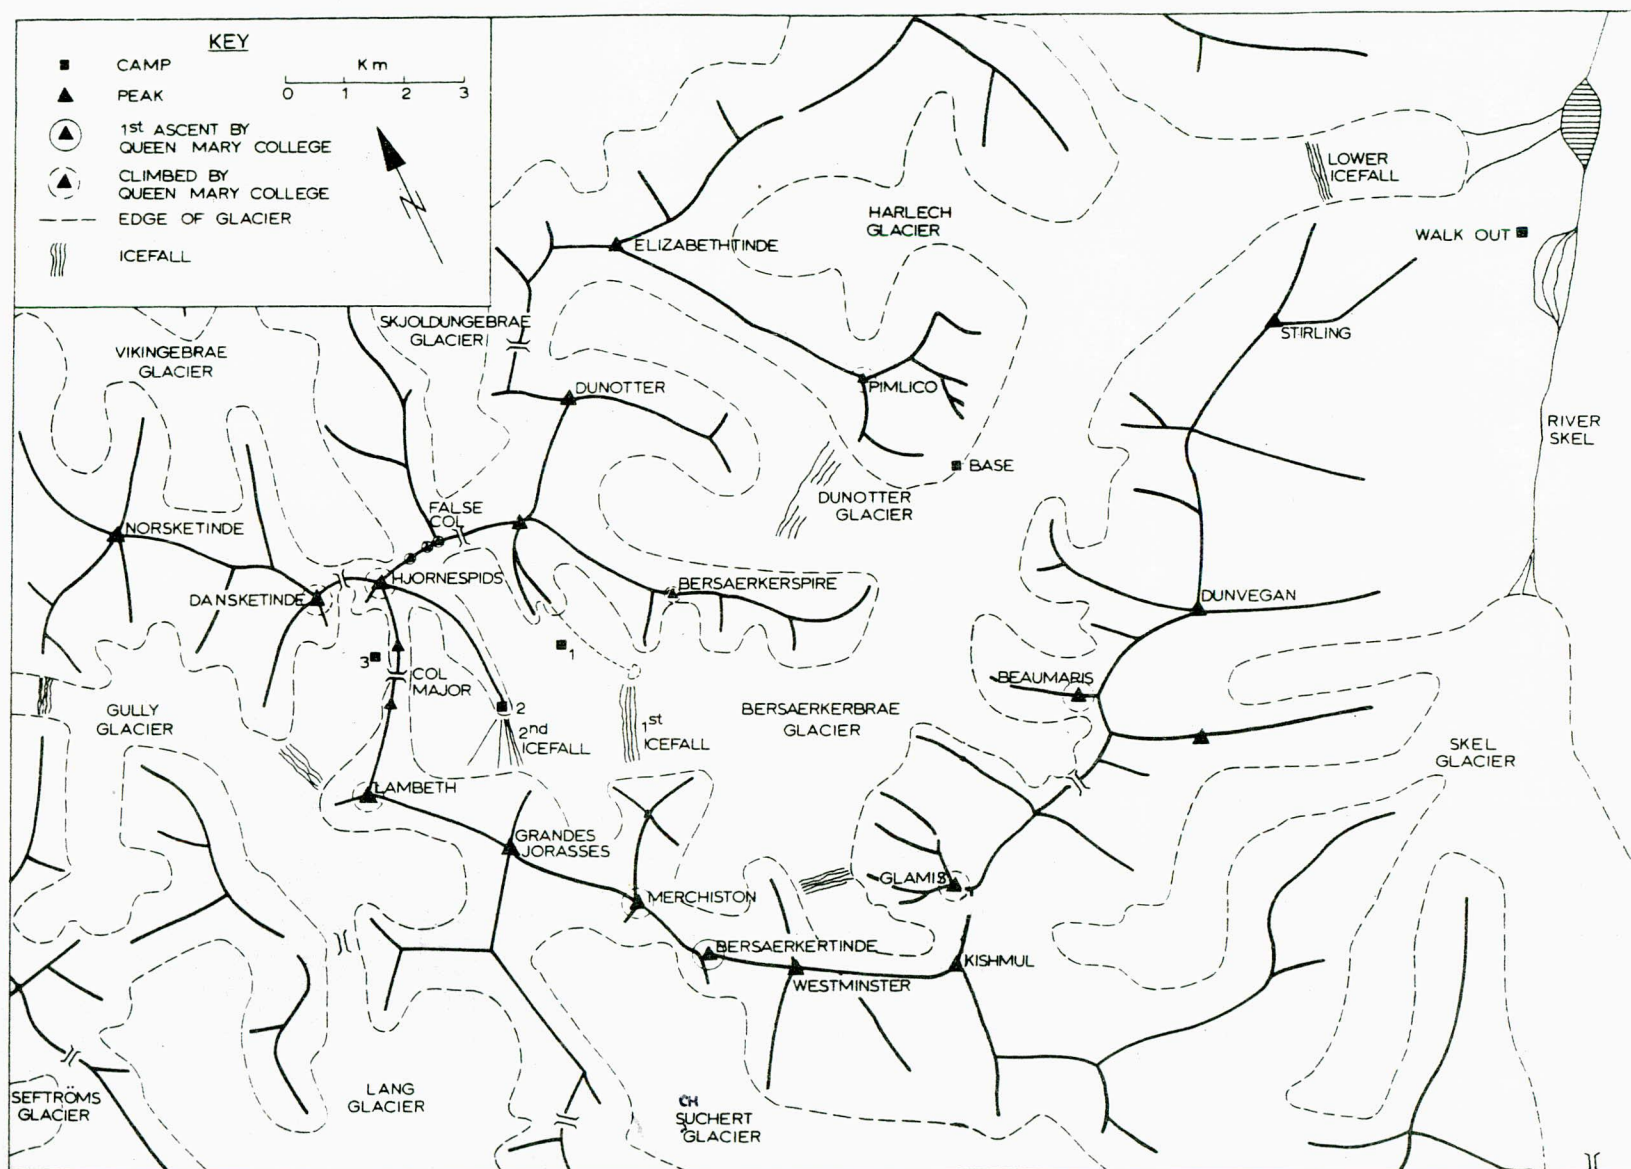 KEY
CAMP
PEAK
Km
0 1 2 3
1st ASCENT BY
QUEEN MARY COLLEGE
CLIMBED BY
QUEEN MARY COLLEGE
EDGE OF GLACIER
ICEFALL
LOWER
ICEFALL
HARLECH
GLACIER
WALK OUT
ELIZABETHTINDE
SKJOLDUNGEBRAE
GLACIER
STIRLING
VIKINGEBRAE
GLACIER
DUNOTTER
PIMLICO
RIVER
SKEL
BASE
DUNOTTER
GLACIER
FALSE
COL
NORSKETINDE
HJORNESPIDS
BERSAERKERSPIRE
DANSKETINDE
DUNVEGAN
1
3
COL
MAJOR
BEAUMARIS
2
GULLY
GLACIER
2nd
ICEFALL
1st
ICEFALL
BERSAERKERBRAE
GLACIER
SKEL
GLACIER
LAMBETH
GRANDES
JORASSES
GLAMIS
MERCHISTON
BERSAERKERTINDE
KISHMUL
WESTMINSTER
SEFTRÖMS
GLACIER
LANG
GLACIER
CH
SUCHERT
GLACIER